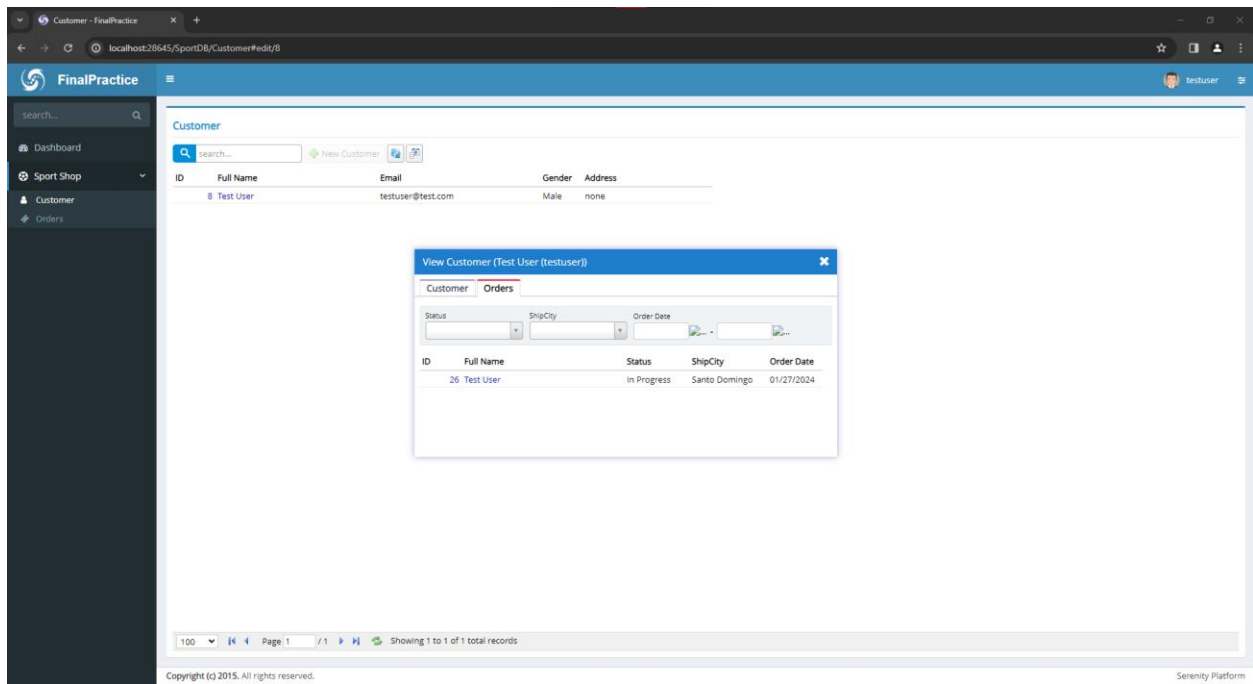 Customer - FinalPractice
localhost:28645/SportDB/Customer#edit/8
FinalPractice
testuser
search...
Dashboard
Sport Shop
Customer
Orders
Customer
search...
New Customer
ID Full Name Email Gender Address
8 Test User testuser@test.com Male none
View Customer (Test User (testuser))
Customer Orders
Status ShipCity Order Date
... - ...
ID Full Name Status ShipCity Order Date
26 Test User In Progress Santo Domingo 01/27/2024
100 Page 1 / 1 Showing 1 to 1 of 1 total records
Copyright (c) 2015. All rights reserved. Serenity Platform